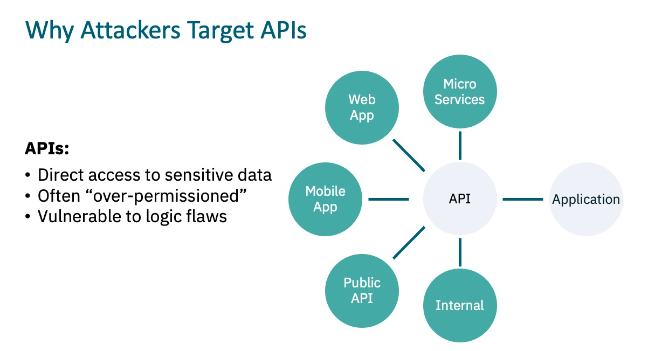 Why Attackers Target APIs
APIs:
• Direct access to sensitive data
• Often “over-permissioned”
• Vulnerable to logic flaws
Micro
Services
Web
App
Mobile
App
API
Application
Public
API
Internal